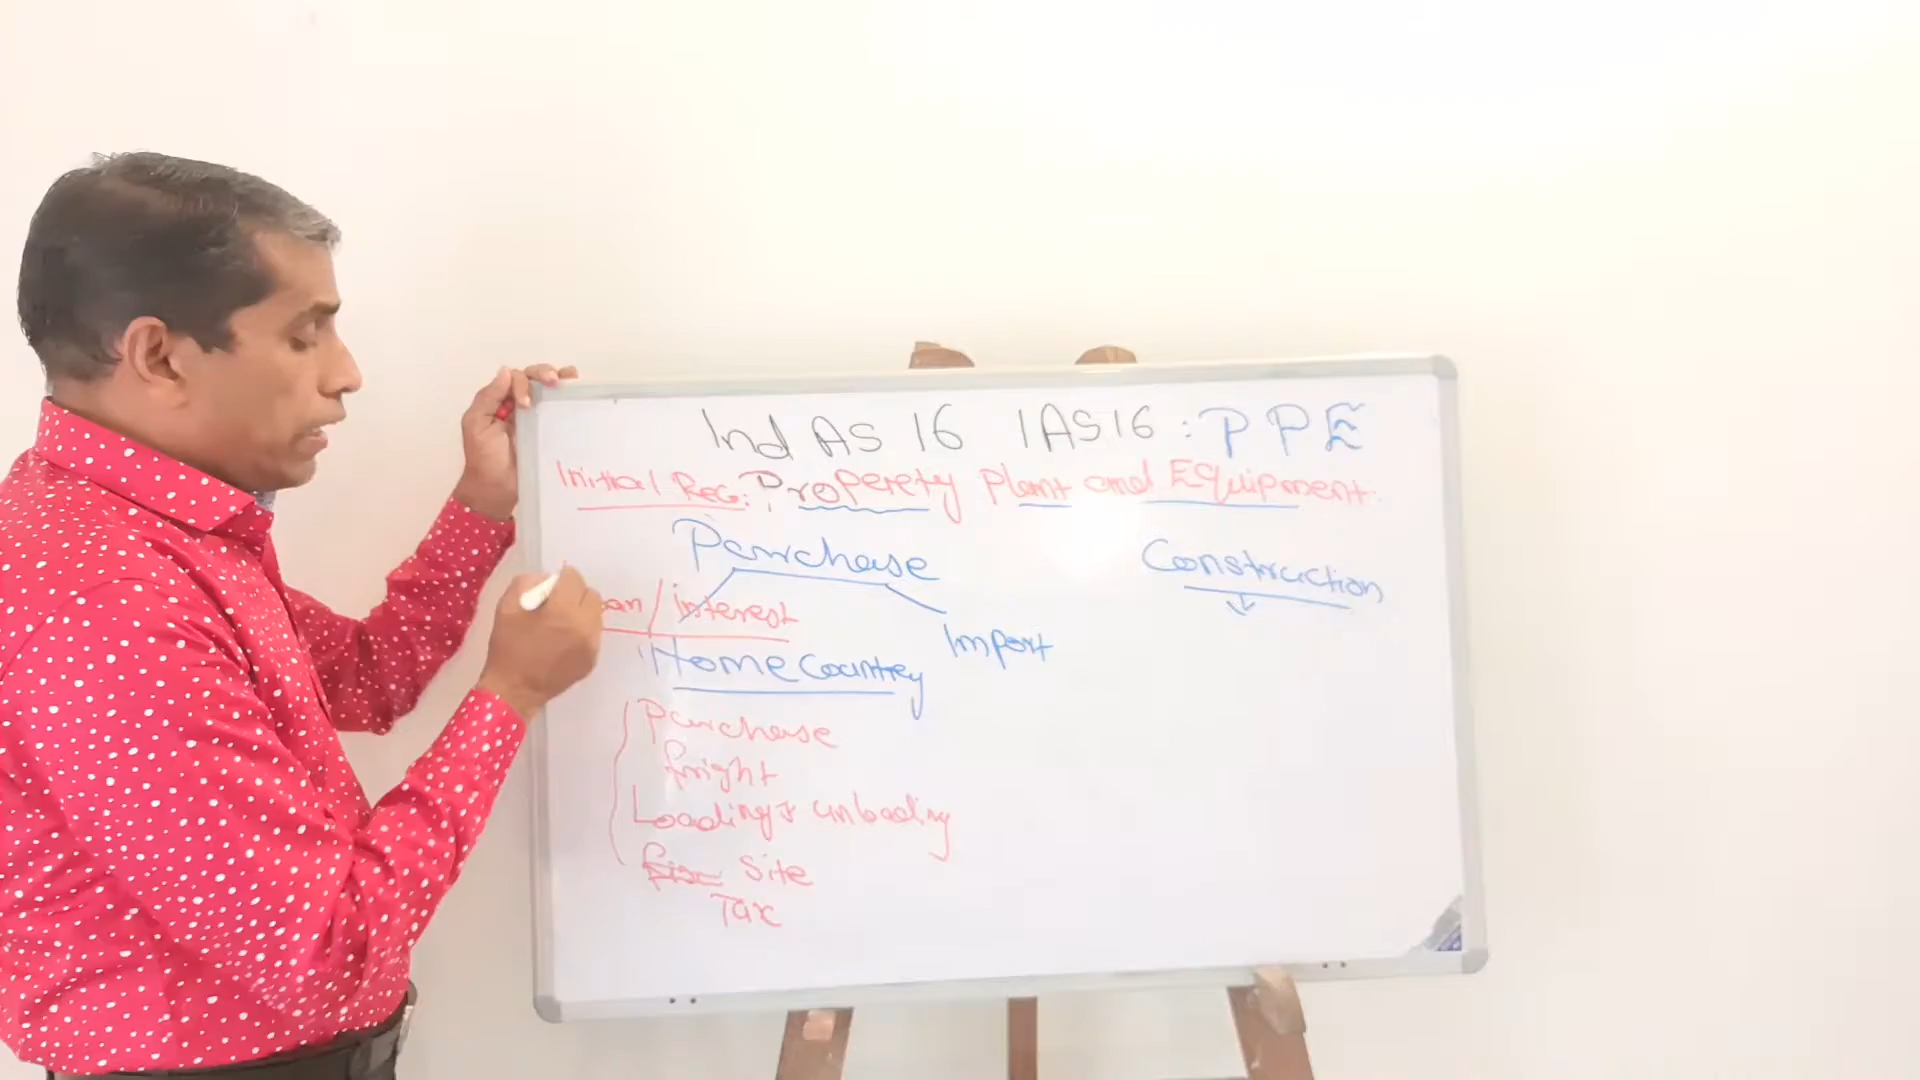 Ind AS 16 IAS16: PPE
Initial Rec: Properety Plant and Equipment.
Purchase
Construction
interest
Import
Home Country
Purchase
fright
Loading & unloading
Site
Tax